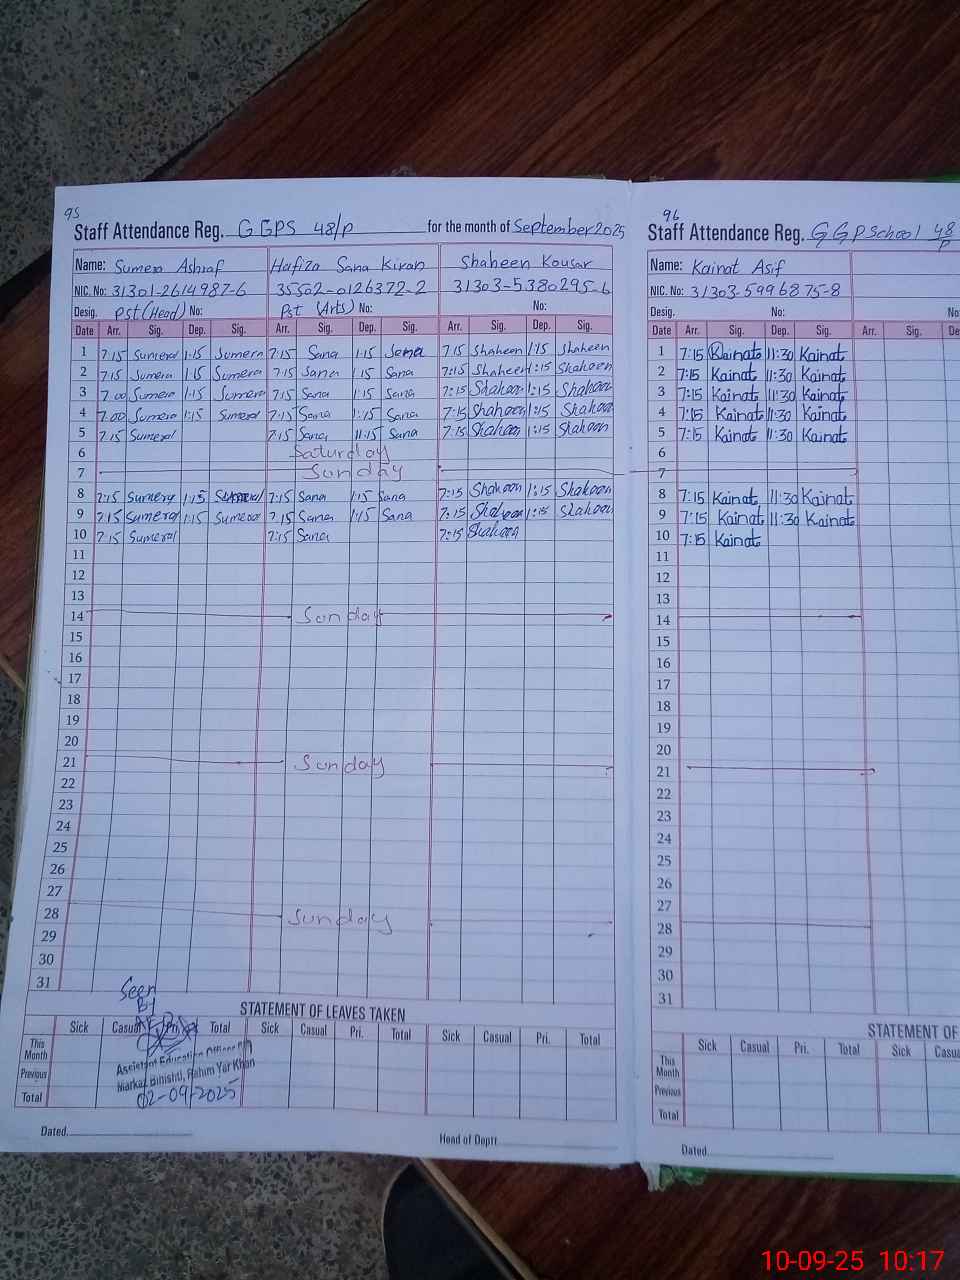 95
Staff Attendance Reg. G GPS 48/P for the month of September 2025
Name: Sumera Ashraf Hafiza Sana Kiran Shaheen Kousar
NIC. No: 31301-2614987-6 35502-0126372-2 31303-5380295-6
Desig. PST (Head) No: Pst (Arts) No: No:
Date Arr. Sig. Dep. Sig. Arr. Sig. Dep. Sig. Arr. Sig. Dep. Sig.
1 7:15 Sumera 1:15 Sumera 7:15 Sana 1:15 Sana 7:15 Shaheen 1:15 Shaheen
2 7:15 Sumera 1:15 Sumera 7:15 Sana 1:15 Sana 7:15 Shaheen 1:15 Shaheen
3 7:00 Sumera 1:15 Sumera 7:15 Sana 1:15 Sana 7:15 Shaheen 1:15 Shaheen
4 7:00 Sumera 1:15 Sumera 7:15 Sana 1:15 Sana 7:15 Shaheen 1:15 Shaheen
5 7:15 Sumera 7:15 Sana 11:15 Sana 7:15 Shaheen 1:15 Shaheen
6 Saturday
7 Sunday
8 7:15 Sumera 1:15 Sumera 7:15 Sana 1:15 Sana 7:15 Shaheen 1:15 Shaheen
9 7:15 Sumera 1:15 Sumera 7:15 Sana 1:15 Sana 7:15 Shaheen 1:15 Shaheen
10 7:15 Sumera 7:15 Sana 7:15 Shaheen
11
12
13
14 Sunday
15
16
17
18
19
20
21 Sunday
22
23
24
25
26
27
28 Sunday
29
30
31
Seen
By
STATEMENT OF LEAVES TAKEN
Sick Casual Pri. Total Sick Casual Pri. Total Sick Casual Pri. Total
This Month
Previous
Total
Assistant Education Officer
Markaz Binishti, Rahim Yar Khan
02-09-2025
Dated.
Head of Deptt
96
Staff Attendance Reg. G G P School 48/P
Name: Kainat Asif
NIC. No: 31303-5996875-8
Desig. No: No:
Date Arr. Sig. Dep. Sig. Arr. Sig. Dep.
1 7:15 Kainat 11:30 Kainat
2 7:15 Kainat 11:30 Kainat
3 7:15 Kainat 11:30 Kainat
4 7:15 Kainat 11:30 Kainat
5 7:15 Kainat 11:30 Kainat
6
7
8 7:15 Kainat 11:30 Kainat
9 7:15 Kainat 11:30 Kainat
10 7:15 Kainat
11
12
13
14
15
16
17
18
19
20
21
22
23
24
25
26
27
28
29
30
31
STATEMENT OF
Sick Casual Pri. Total Sick Casu
This Month
Previous
Total
Dated
10-09-25 10:17